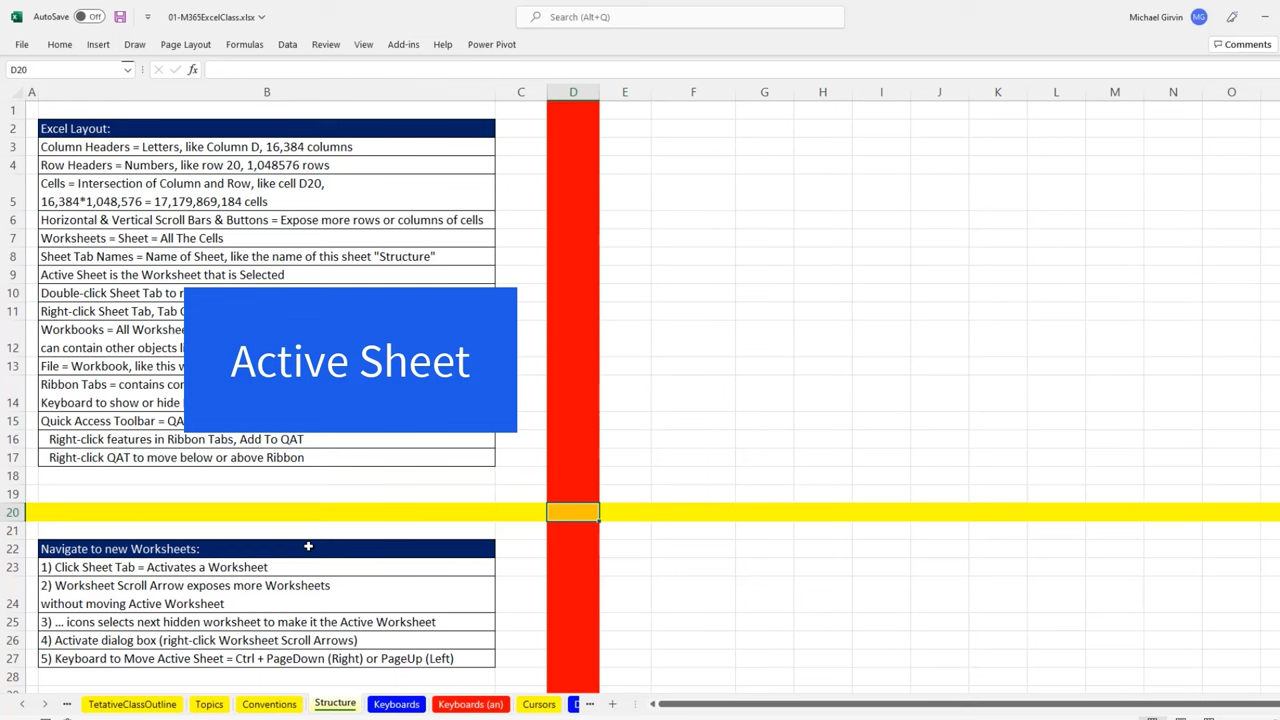 AutoSave Off 01-M365ExcelClass.xlsx Search (Alt+Q) Michael Girvin MG
File Home Insert Draw Page Layout Formulas Data Review View Add-ins Help Power Pivot Comments
D20 fx
A B C D E F G H I J K L M N O
1
2 Excel Layout:
3 Column Headers = Letters, like Column D, 16,384 columns
4 Row Headers = Numbers, like row 20, 1,048576 rows
Cells = Intersection of Column and Row, like cell D20,
5 16,384*1,048,576 = 17,179,869,184 cells
6 Horizontal & Vertical Scroll Bars & Buttons = Expose more rows or columns of cells
7 Worksheets = Sheet = All The Cells
8 Sheet Tab Names = Name of Sheet, like the name of this sheet "Structure"
9 Active Sheet is the Worksheet that is Selected
10 Double-click Sheet Tab to
11 Right-click Sheet Tab, Tab
Workbooks = All Workshe
12 can contain other objects
13 File = Workbook, like this
Ribbon Tabs = contains
14 Keyboard to show or hide
15 Quick Access Toolbar = QA
16 Right-click features in Ribbon Tabs, Add To QAT
17 Right-click QAT to move below or above Ribbon
Active Sheet
18
19
20
21
22 Navigate to new Worksheets:
23 1) Click Sheet Tab = Activates a Worksheet
2) Worksheet Scroll Arrow exposes more Worksheets
24 without moving Active Worksheet
25 3) ... icons selects next hidden worksheet to make it the Active Worksheet
26 4) Activate dialog box (right-click Worksheet Scroll Arrows)
27 5) Keyboard to Move Active Sheet = Ctrl + PageDown (Right) or PageUp (Left)
28
TetativeClassOutline Topics Conventions Structure Keyboards Keyboards (an) Cursors